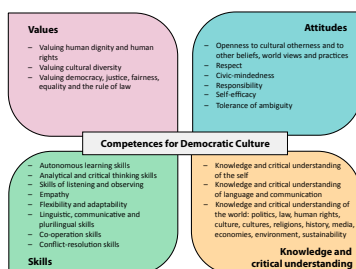 Values
– Valuing human dignity and human
rights
– Valuing cultural diversity
– Valuing democracy, justice, fairness,
equality and the rule of law
Attitudes
– Openness to cultural otherness and to
other beliefs, world views and practices
– Respect
– Civic-mindedness
– Responsibility
– Self-efficacy
– Tolerance of ambiguity
Competences for Democratic Culture
– Autonomous learning skills
– Analytical and critical thinking skills
– Skills of listening and observing
– Empathy
– Flexibility and adaptability
– Linguistic, communicative and
plurilingual skills
– Co-operation skills
– Conflict-resolution skills
Skills
– Knowledge and critical understanding
of the self
– Knowledge and critical understanding
of language and communication
– Knowledge and critical understanding of
the world: politics, law, human rights,
culture, cultures, religions, history, media,
economies, environment, sustainability
Knowledge and
critical understanding